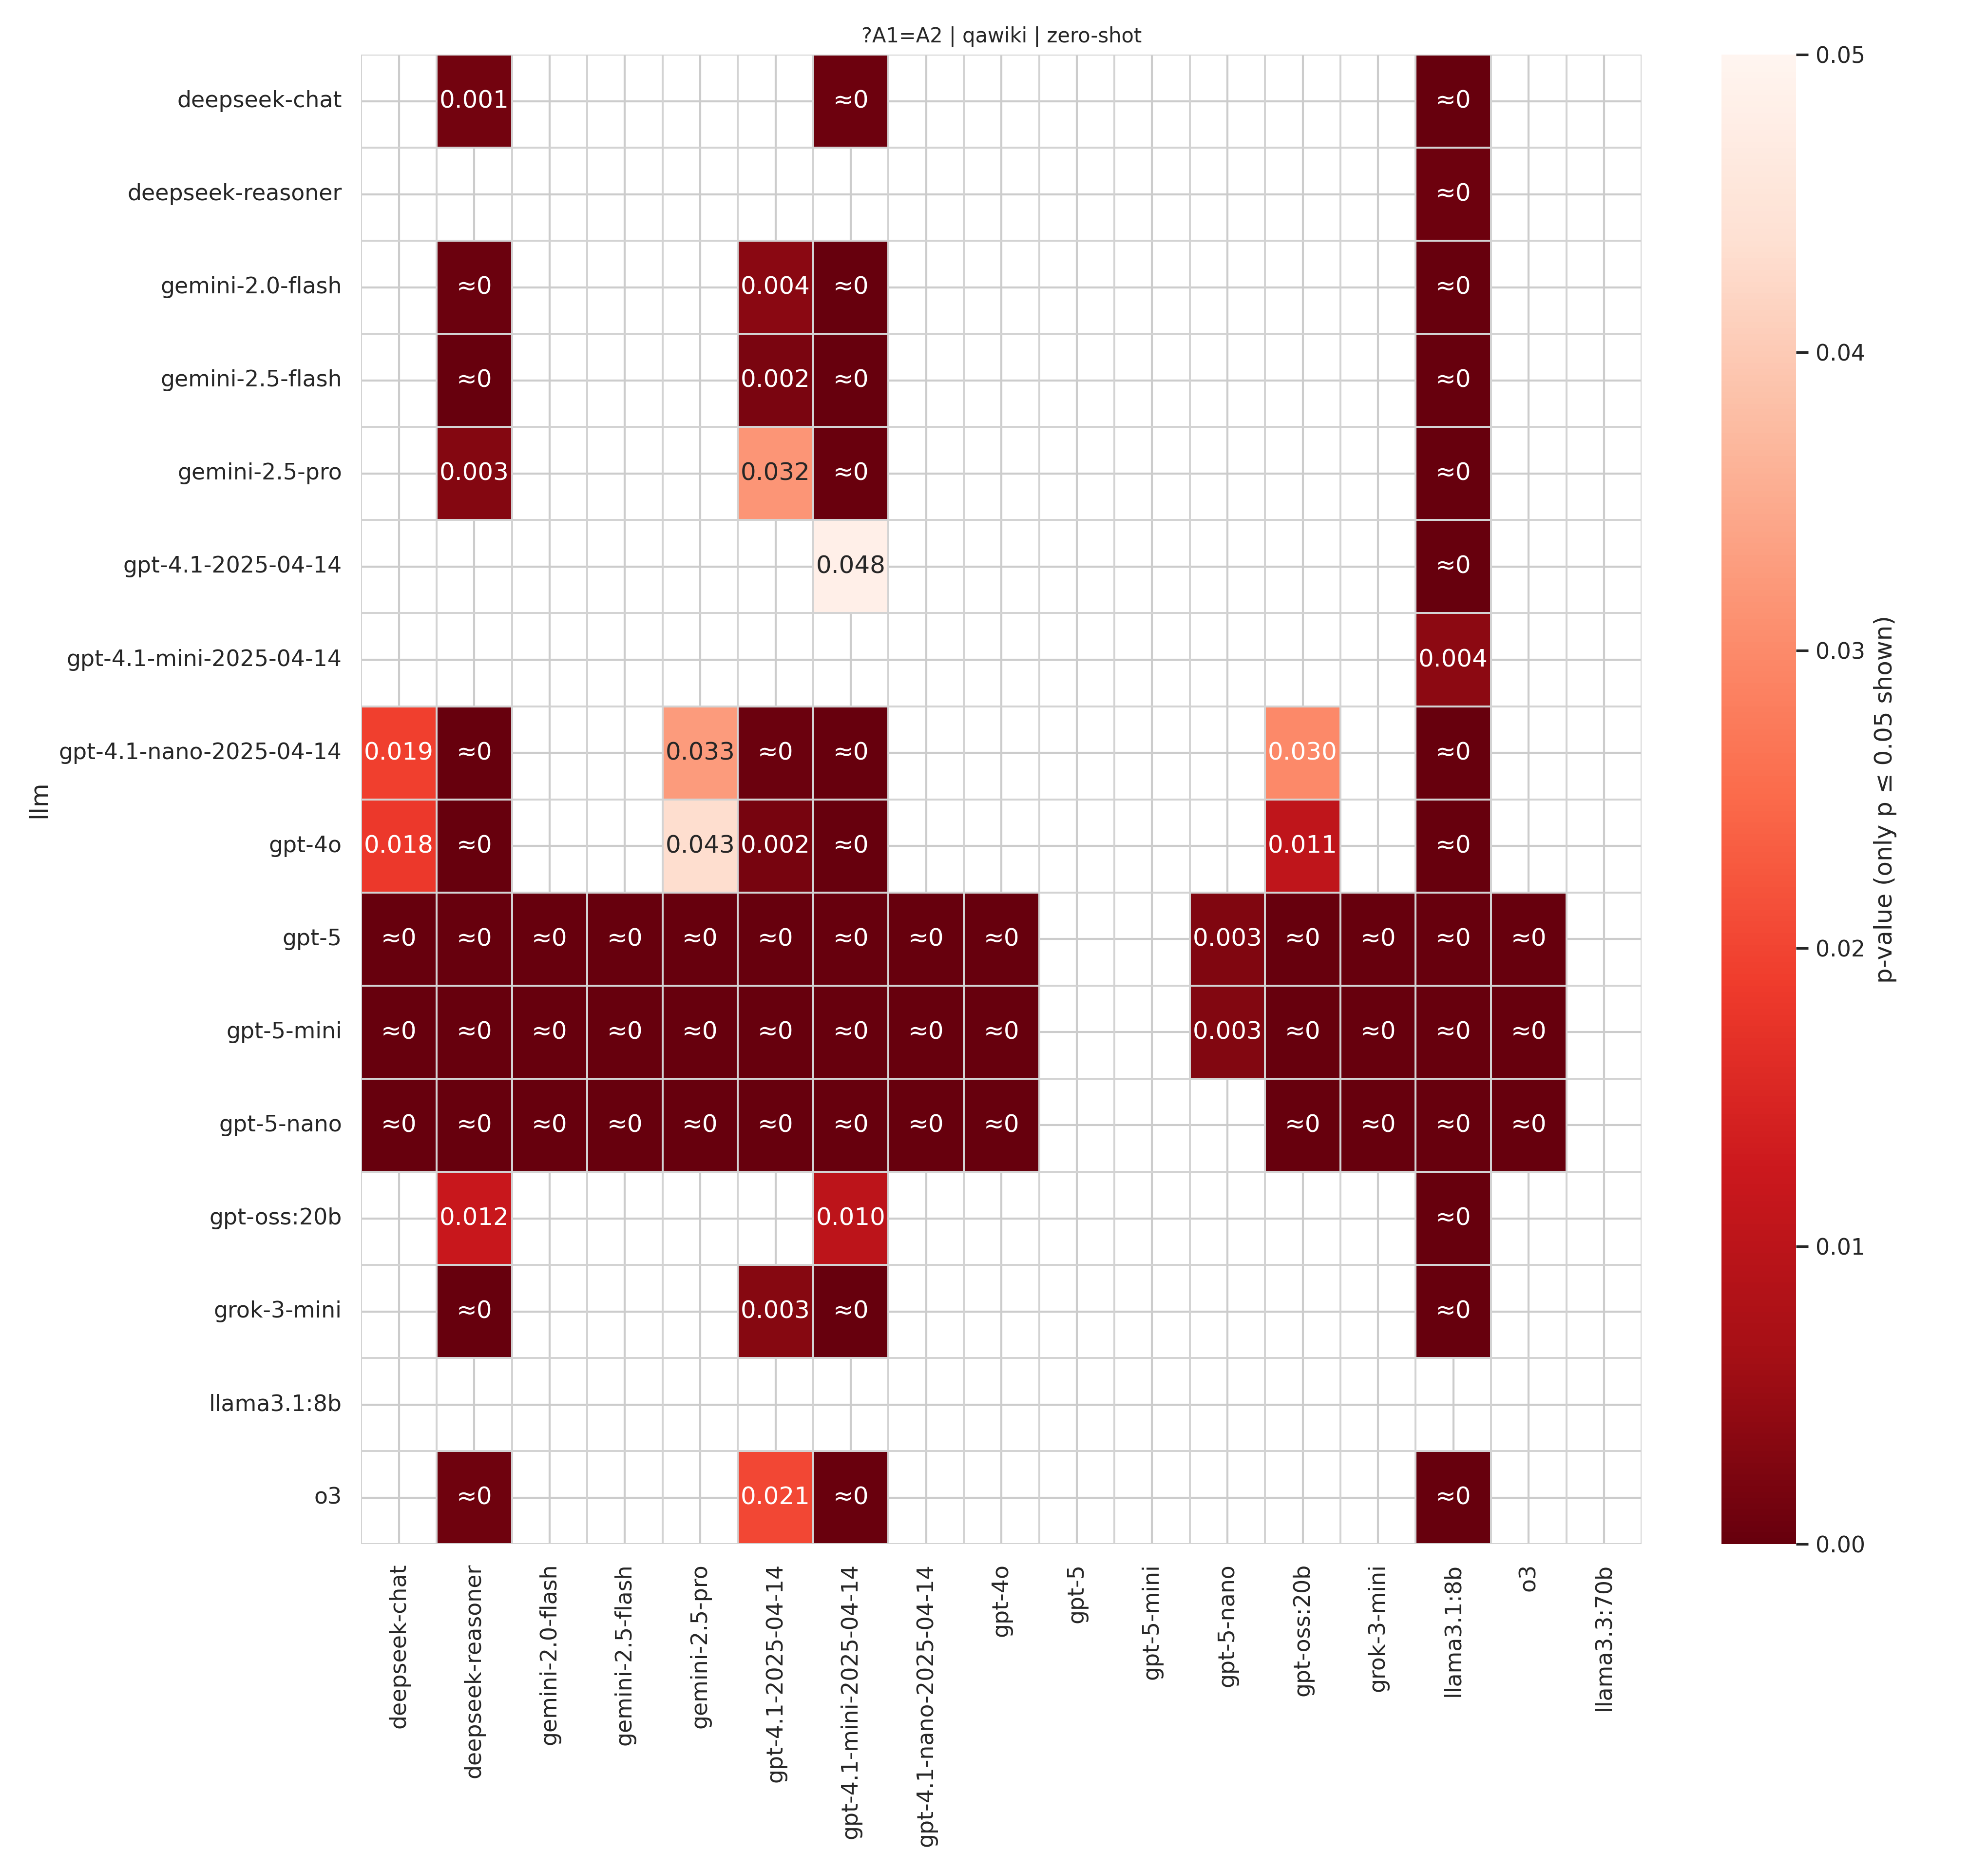 ?A1=A2 | qawiki | zero-shot
deepseek-chat 0.001 ≈0 ≈0
deepseek-reasoner ≈0
gemini-2.0-flash ≈0 0.004 ≈0 ≈0
gemini-2.5-flash ≈0 0.002 ≈0 ≈0
gemini-2.5-pro 0.003 0.032 ≈0 ≈0
gpt-4.1-2025-04-14 0.048 ≈0
gpt-4.1-mini-2025-04-14 0.004
gpt-4.1-nano-2025-04-14 0.019 ≈0 0.033 ≈0 ≈0 0.030 ≈0
gpt-4o 0.018 ≈0 0.043 0.002 ≈0 0.011 ≈0
gpt-5 ≈0 ≈0 ≈0 ≈0 ≈0 ≈0 ≈0 ≈0 ≈0 0.003 ≈0 ≈0 ≈0 ≈0
gpt-5-mini ≈0 ≈0 ≈0 ≈0 ≈0 ≈0 ≈0 ≈0 ≈0 0.003 ≈0 ≈0 ≈0 ≈0
gpt-5-nano ≈0 ≈0 ≈0 ≈0 ≈0 ≈0 ≈0 ≈0 ≈0 ≈0 ≈0 ≈0 ≈0
gpt-oss:20b 0.012 0.010 ≈0
grok-3-mini ≈0 0.003 ≈0 ≈0
llama3.1:8b
o3 ≈0 0.021 ≈0 ≈0
llm
deepseek-chat
deepseek-reasoner
gemini-2.0-flash
gemini-2.5-flash
gemini-2.5-pro
gpt-4.1-2025-04-14
gpt-4.1-mini-2025-04-14
gpt-4.1-nano-2025-04-14
gpt-4o
gpt-5
gpt-5-mini
gpt-5-nano
gpt-oss:20b
grok-3-mini
llama3.1:8b
o3
llama3.3:70b
0.05
0.04
0.03
0.02
0.01
0.00
p-value (only p ≤ 0.05 shown)